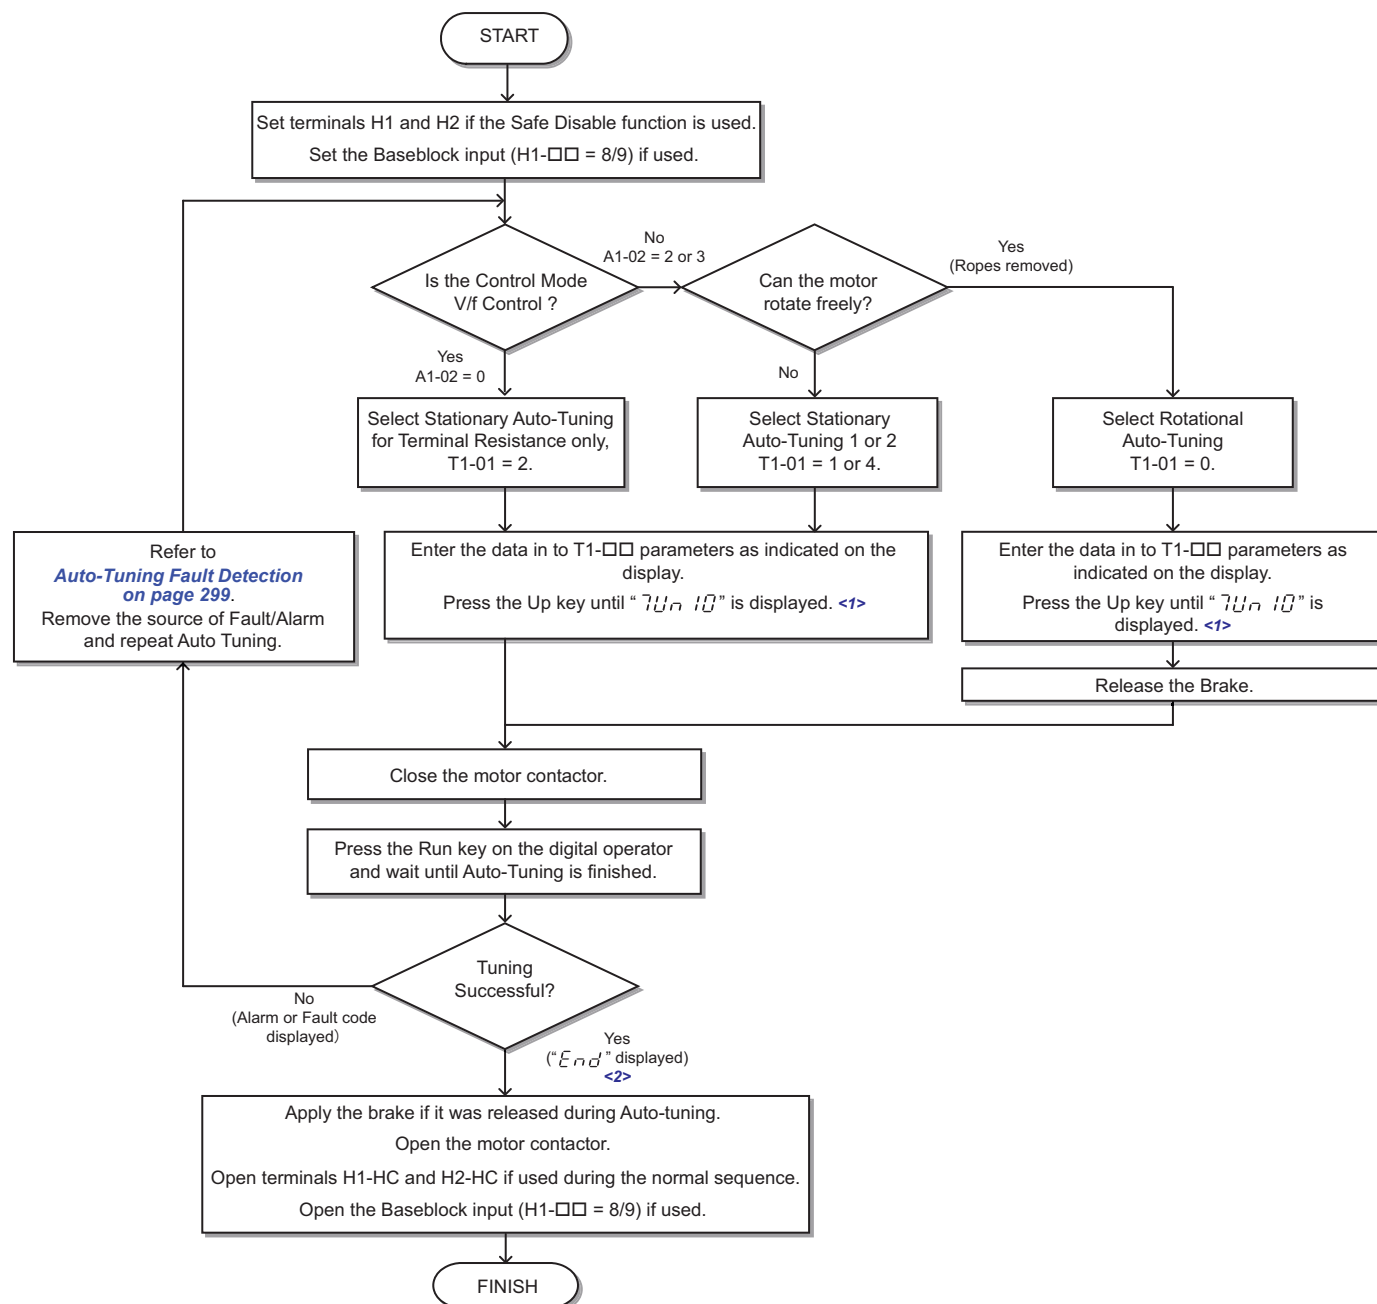 START
Set terminals H1 and H2 if the Safe Disable function is used.
Set the Baseblock input (H1-□□ = 8/9) if used.
Is the Control Mode
V/f Control ?
No
A1-02 = 2 or 3
Can the motor
rotate freely?
Yes
(Ropes removed)
Yes
A1-02 = 0
No
Select Stationary Auto-Tuning
for Terminal Resistance only,
T1-01 = 2.
Select Stationary
Auto-Tuning 1 or 2
T1-01 = 1 or 4.
Select Rotational
Auto-Tuning
T1-01 = 0.
Refer to
Auto-Tuning Fault Detection
on page 299.
Remove the source of Fault/Alarm
and repeat Auto Tuning.
Enter the data in to T1-□□ parameters as indicated on the
display.
Press the Up key until “ TUn 10 ” is displayed. <1>
Enter the data in to T1-□□ parameters as
indicated on the display.
Press the Up key until “ TUn 10 ” is
displayed. <1>
Release the Brake.
Close the motor contactor.
Press the Run key on the digital operator
and wait until Auto-Tuning is finished.
Tuning
Successful?
No
(Alarm or Fault code
displayed)
Yes
(“ End ” displayed)
<2>
Apply the brake if it was released during Auto-tuning.
Open the motor contactor.
Open terminals H1-HC and H2-HC if used during the normal sequence.
Open the Baseblock input (H1-□□ = 8/9) if used.
FINISH